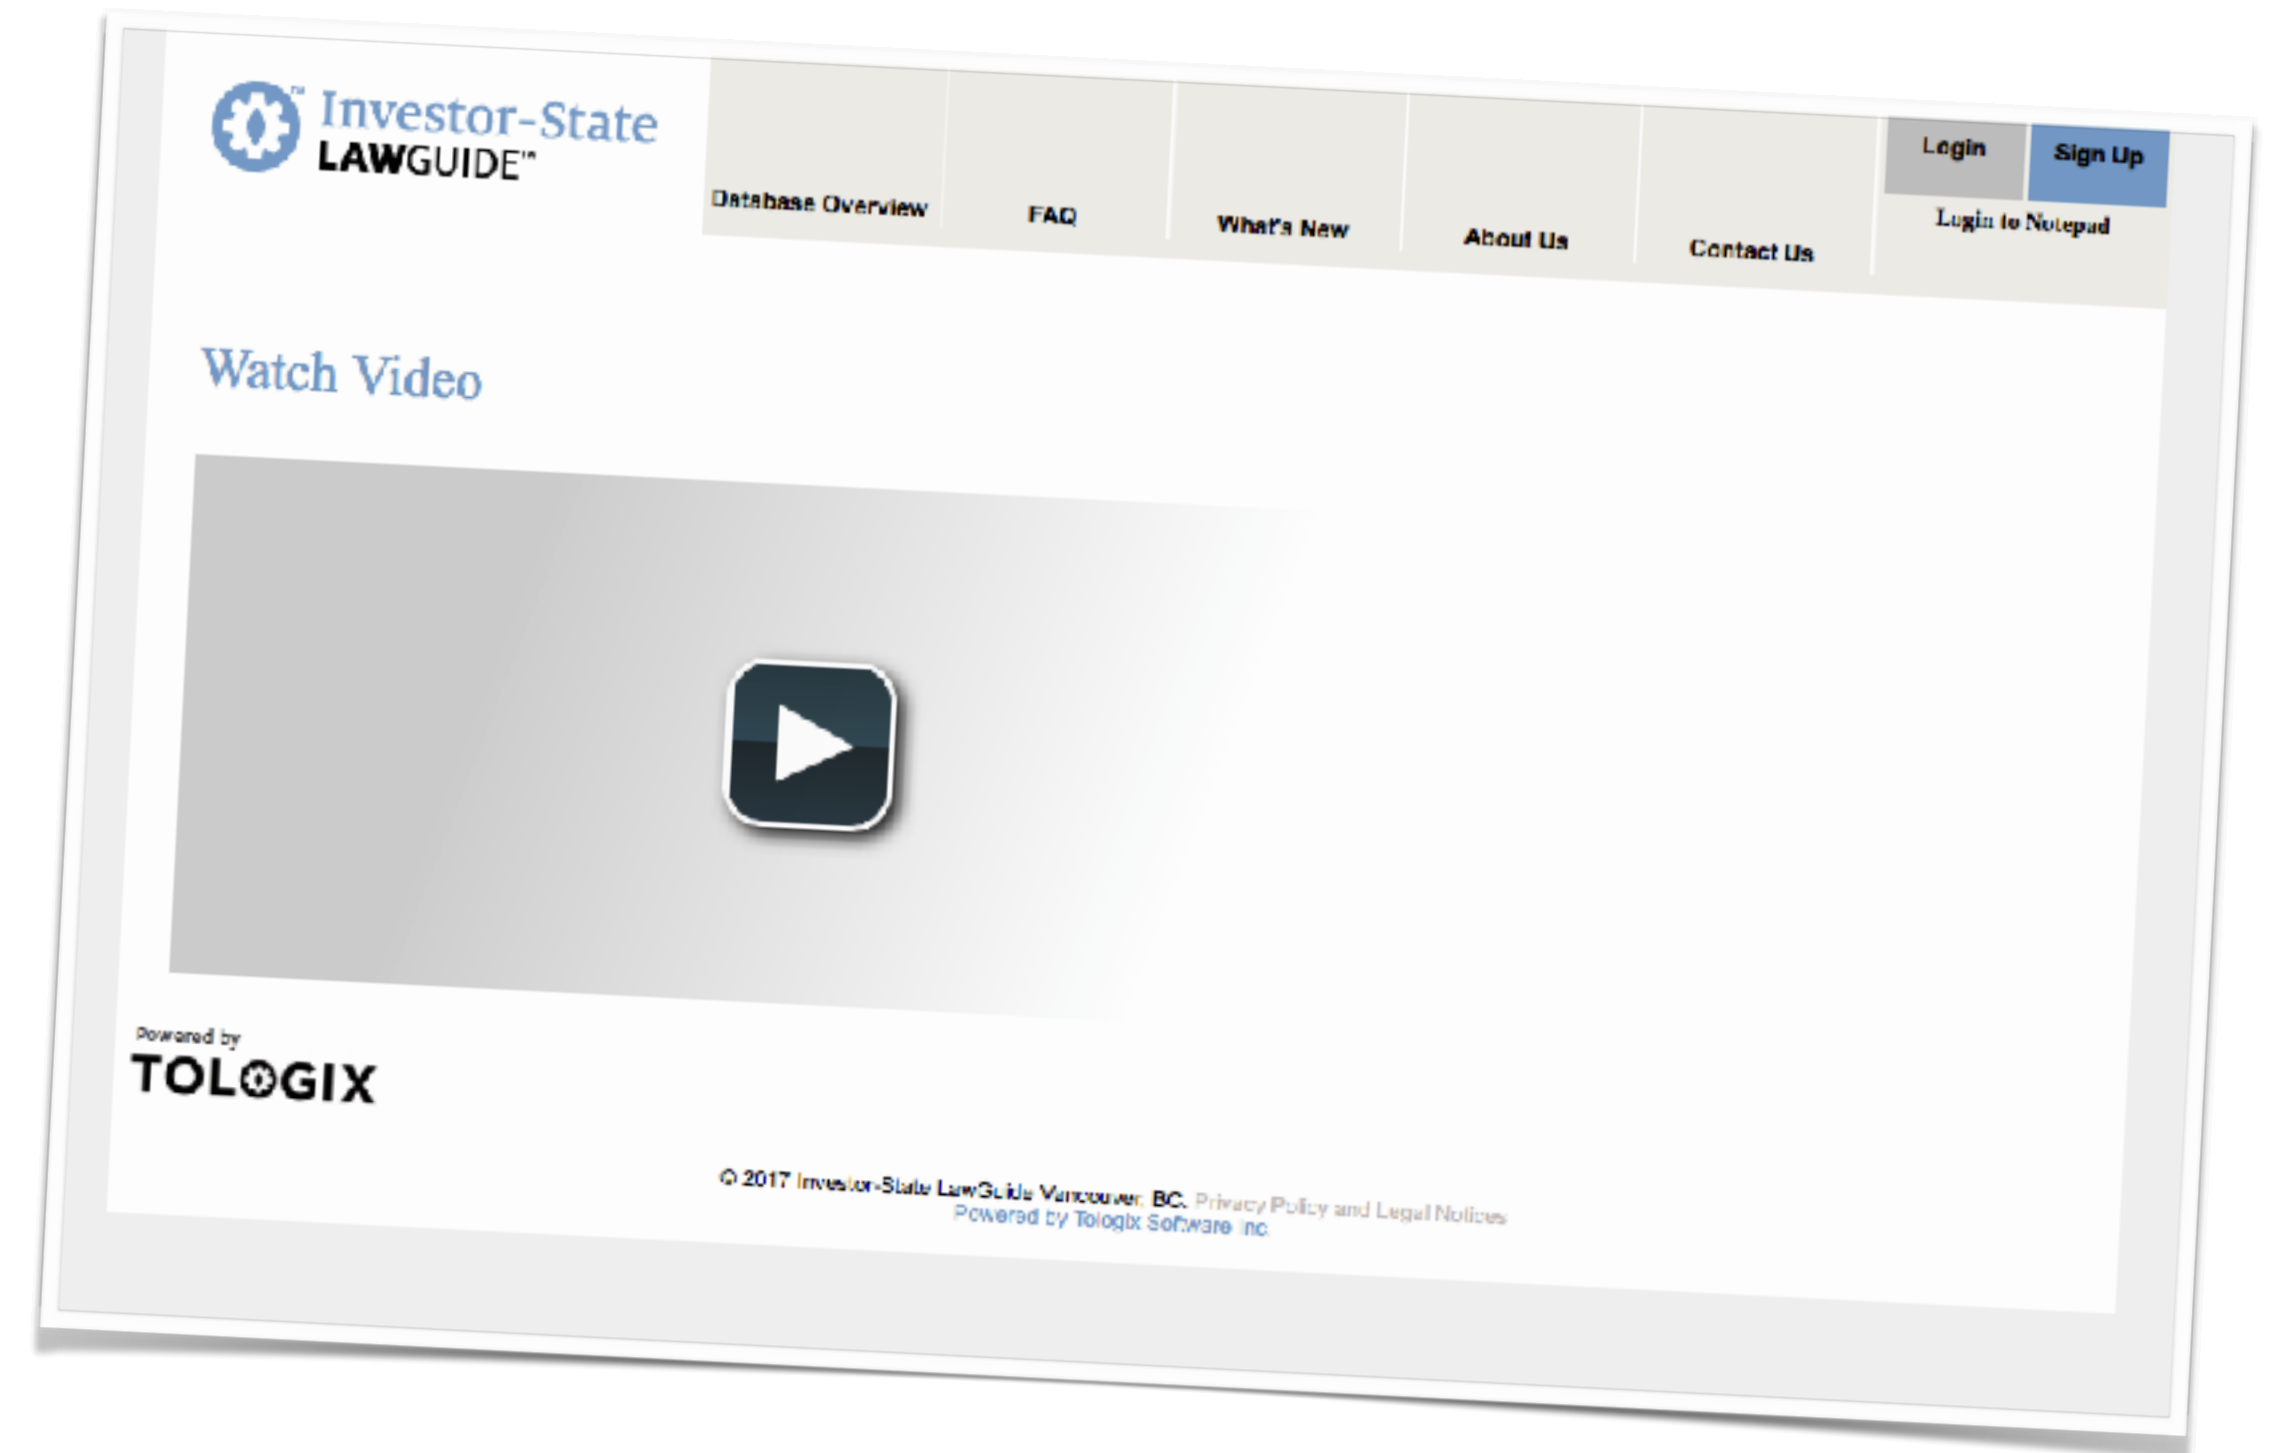 Investor-State™
LAWGUIDE™
Database Overview
FAQ
What's New
About Us
Contact Us
Login
Sign Up
Login to Notepad
Watch Video
Powered by
TOLOGIX
© 2017 Investor-State LawGuide Vancouver, BC. Privacy Policy and Legal Notices
Powered by Tologix Software Inc.